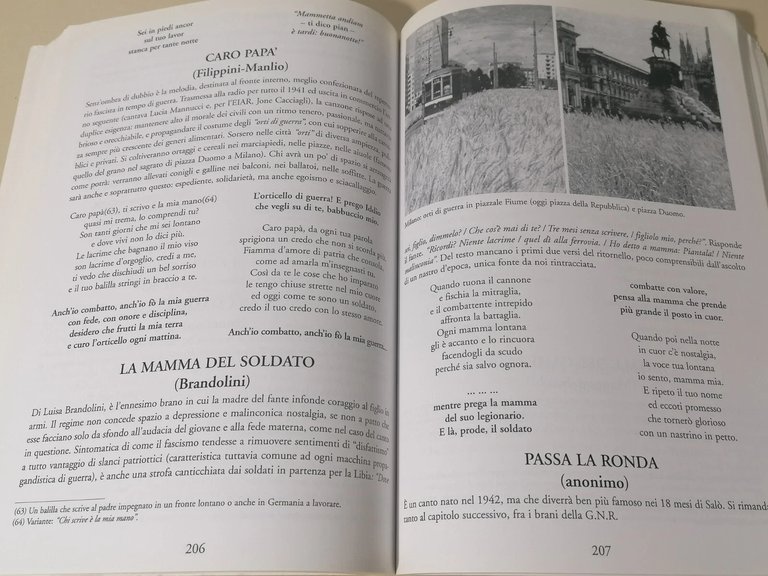 Sei in piedi ancor
sul tuo lavor
stanca per tante notte
"Mammetta andiam
– ti dico pian –
è tardi: buonanotte!"
CARO PAPA'
(Filippini-Manlio)
Senz'ombra di dubbio è la melodia, destinata al fronte interno, meglio confezionata del reperto-
rio fascista in tempo di guerra. Trasmessa alla radio per tutto il 1941 ed uscita in commercio
no seguente (cantava Lucia Mannucci e, per l'EIAR, Jone Cacciagli), la canzone rispose
duplice esigenza: mantenere alto il morale dei civili con un ritmo tenero, passionale, ma
brioso e orecchiabile, e propagandare il costume degli "orti di guerra", con cui sopperire alla
za sempre più crescente dei generi alimentari. Sorsero nelle città "orti" di diversa ampiezza, pub-
blici e privati. Si coltivarono ortaggi e cereali nei marciapiedi, nelle piazze, nelle aiuole
quello del grano nel sagrato di piazza Duomo a Milano). Chi avrà un po' di spazio si arrangerà
come potrà: verranno allevati conigli e galline nei balconi, nei ballatoi, nelle soffitte. La guerra
sarà anche e soprattutto questo: espediente, solidarietà, ma anche egoismo e sciacallaggio.
Caro papà(63), ti scrivo e la mia mano(64)
quasi mi trema, lo comprendi tu?
Son tanti giorni che mi sei lontano
e dove vivi non lo dici più.
Le lacrime che bagnano il mio viso
son lacrime d'orgoglio, credi a me,
ti vedo che dischiudi un bel sorriso
e il tuo balilla stringi in braccio a te.
Anch'io combatto, anch'io fò la mia guerra
con fede, con onore e disciplina,
desidero che frutti la mia terra
e curo l'orticello ogni mattina.
L'orticello di guerra! E prego Iddio
che vegli su di te, babbuccio mio.
Caro papà, da ogni tua parola
sprigiona un credo che non si scorda più,
Fiamma d'amore di patria che consola
come ad amarla m'insegnasti tu.
Così da te le cose che ho imparato
le tengo chiuse strette nel mio cuore
ed oggi come te sono un soldato,
credo il tuo credo con lo stesso amore.
Anch'io combatto, anch'io fò la mia guerra...
LA MAMMA DEL SOLDATO
(Brandolini)
Di Luisa Brandolini, è l'ennesimo brano in cui la madre del fante infonde coraggio al figlio in
armi. Il regime non concede spazio a depressione e malinconica nostalgia, se non a patto che
esse facciano solo da sfondo all'audacia del giovane e alla fede materna, come nel caso del canto
in questione. Sintomatica di come il fascismo tendesse a rimuovere sentimenti di "disfattismo"
a tutto vantaggio di slanci patriottici (caratteristica tuttavia comune ad ogni macchina propa-
gandistica di guerra), è anche una strofa canticchiata dai soldati in partenza per la Libia: "Dove
(63) Un balilla che scrive al padre impegnato in un fronte lontano o anche in Germania a lavorare.
(64) Variante: "Chi scrive è la mia mano".
206
Milano: orti di guerra in piazzale Fiume (oggi piazza della Repubblica) e piazza Duomo.
figlio, dimmelo? / Che cos'è mai di te? / Tre mesi senza scrivere, / figliolo mio, perché?". Risponde
il fante: "Ricordi? Niente lacrime / quel dì alla ferrovia. / Ho detto a mamma: Piantala! / Niente
malinconia". Del testo mancano i primi due versi del ritornello, poco comprensibili dall'ascolto
di un nastro d'epoca, unica fonte da noi rintracciata.
Quando tuona il cannone
e fischia la mitraglia,
e il combattente intrepido
affronta la battaglia.
Ogni mamma lontana
gli è accanto e lo rincuora
facendogli da scudo
perché sia salvo ognora.
... ... ...
mentre prega la mamma
del suo legionario.
E là, prode, il soldato
combatte con valore,
pensa alla mamma che prende
più grande il posto in cuor.
Quando poi nella notte
in cuor c'è nostalgia,
la voce tua lontana
io sento, mamma mia.
E ripeto il tuo nome
ed eccoti promesso
che tornerò glorioso
con un nastrino in petto.
PASSA LA RONDA
(anonimo)
È un canto nato nel 1942, ma che diverrà ben più famoso nei 18 mesi di Salò. Si rimanda
tanto al capitolo successivo, fra i brani della G.N.R.
207